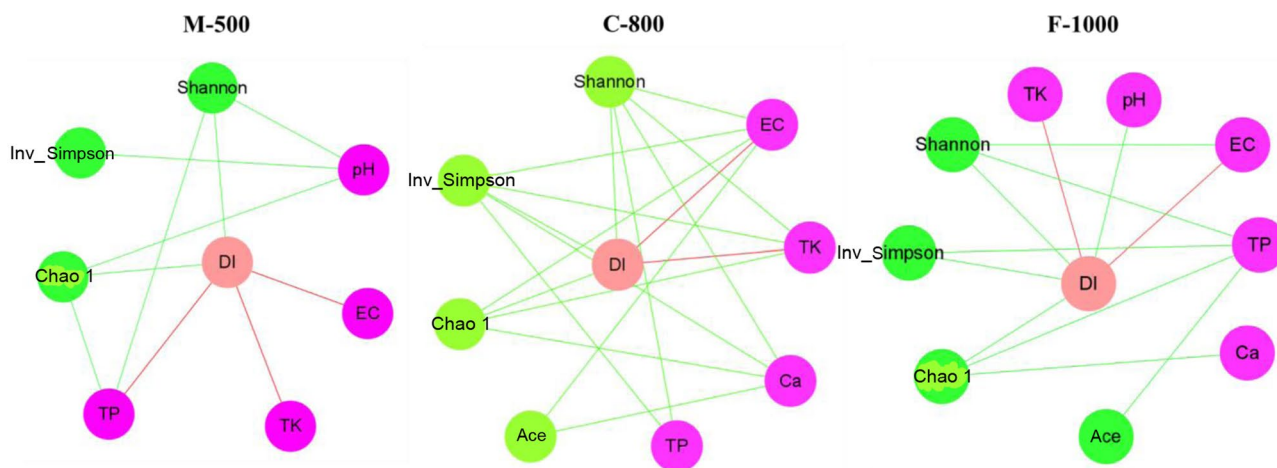 M-500
Shannon
Inv_Simpson
pH
DI
Chao 1
EC
TP
TK
C-800
Shannon
EC
Inv_Simpson
TK
DI
Chao 1
Ca
Ace
TP
F-1000
TK
pH
Shannon
EC
TP
Inv_Simpson
DI
Ca
Chao 1
Ace